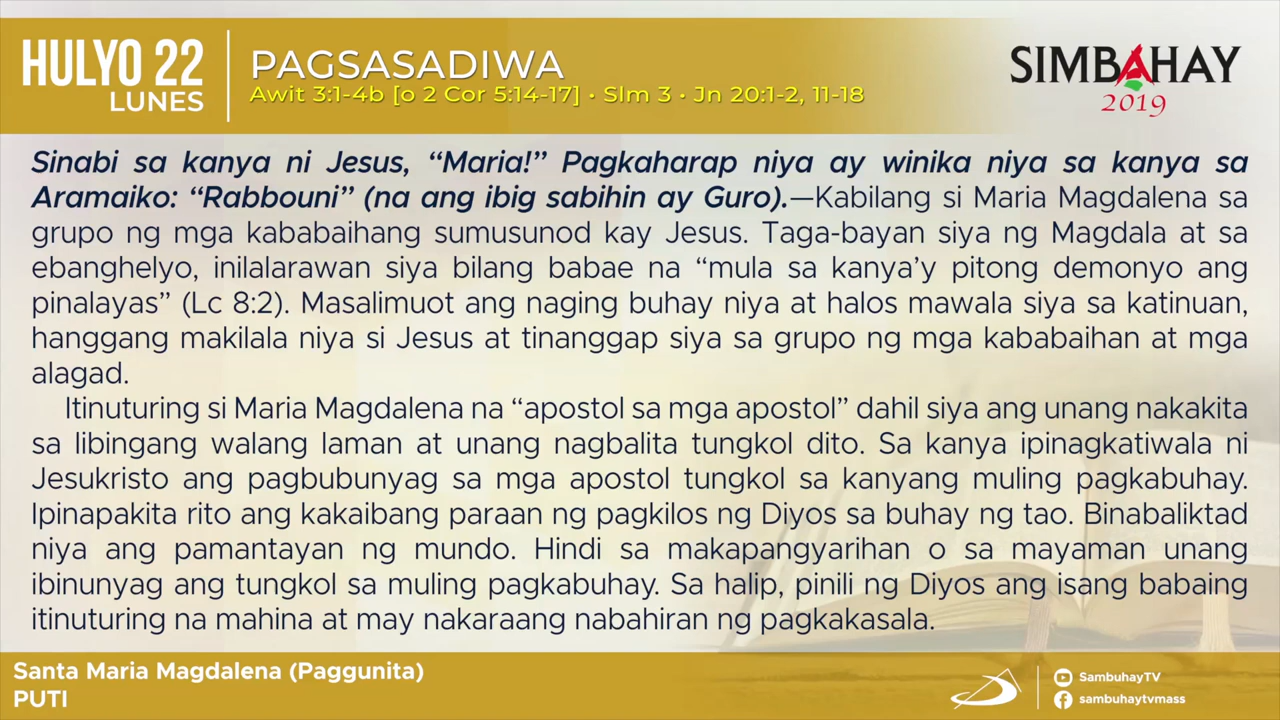 HULYO 22
LUNES
PAGSASADIWA
Awit 3:1-4b [o 2 Cor 5:14-17] • Slm 3 • Jn 20:1-2, 11-18
SIMBAHAY
2019
Sinabi sa kanya ni Jesus, “Maria!” Pagkaharap niya ay winika niya sa kanya sa
Aramaiko: “Rabbouni” (na ang ibig sabihin ay Guro).—Kabilang si Maria Magdalena sa
grupo ng mga kababaihang sumusunod kay Jesus. Taga-bayan siya ng Magdala at sa
ebanghelyo, inilalarawan siya bilang babae na “mula sa kanya’y pitong demonyo ang
pinalayas” (Lc 8:2). Masalimuot ang naging buhay niya at halos mawala siya sa katinuan,
hanggang makilala niya si Jesus at tinanggap siya sa grupo ng mga kababaihan at mga
alagad.
Itinuturing si Maria Magdalena na “apostol sa mga apostol” dahil siya ang unang nakakita
sa libingang walang laman at unang nagbalita tungkol dito. Sa kanya ipinagkatiwala ni
Jesukristo ang pagbubunyag sa mga apostol tungkol sa kanyang muling pagkabuhay.
Ipinapakita rito ang kakaibang paraan ng pagkilos ng Diyos sa buhay ng tao. Binabaliktad
niya ang pamantayan ng mundo. Hindi sa makapangyarihan o sa mayaman unang
ibinunyag ang tungkol sa muling pagkabuhay. Sa halip, pinili ng Diyos ang isang babaing
itinuturing na mahina at may nakaraang nabahiran ng pagkakasala.
Santa Maria Magdalena (Paggunita)
PUTI
SambuhayTV
sambuhaytvmass